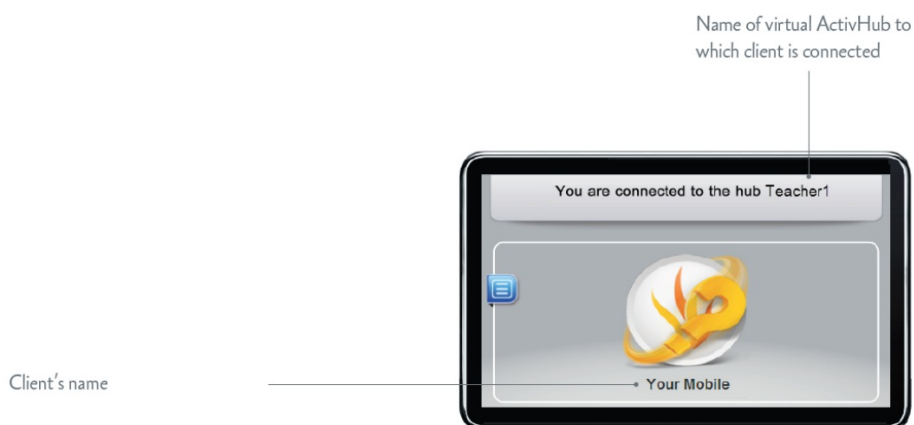 Name of virtual ActivHub to
which client is connected
You are connected to the hub Teacher1
Your Mobile
Client's name